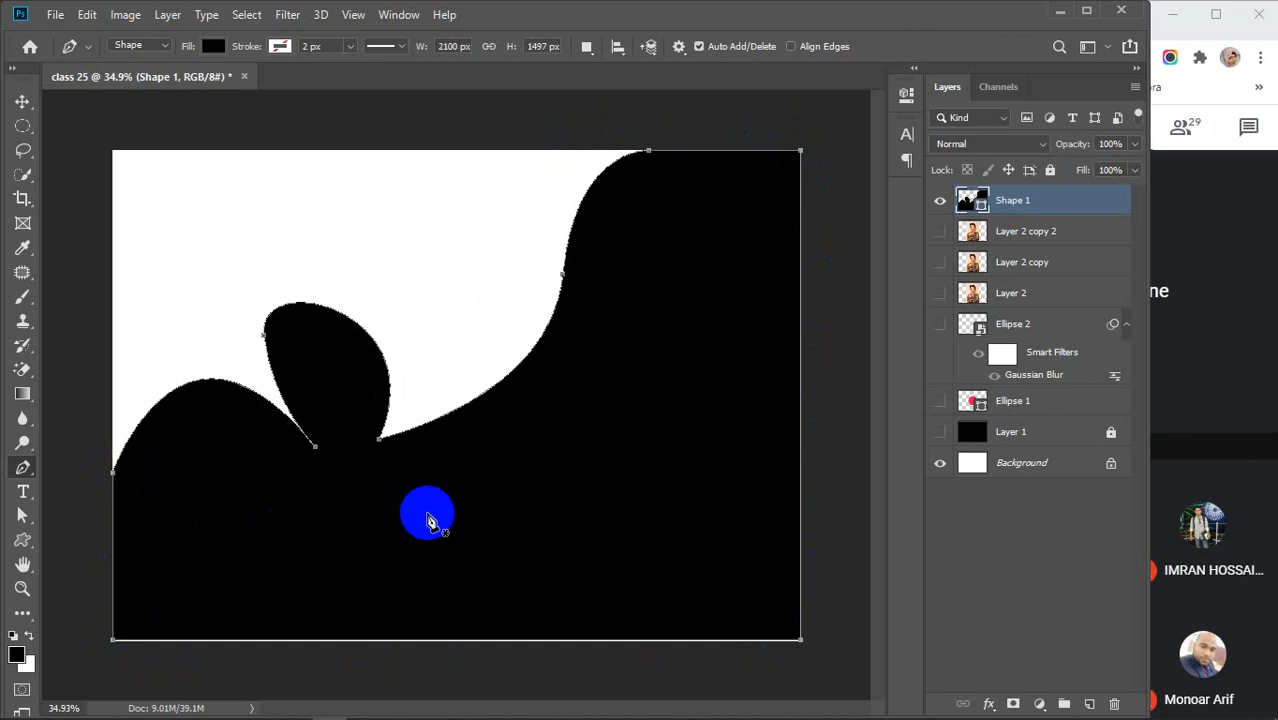 Ps File Edit Image Layer Type Select Filter 3D View Window Help
Shape Fill: Stroke: 2 px W: 2100 px H: 1497 px Auto Add/Delete Align Edges
class 25 @ 34.9% (Shape 1, RGB/8#) *
Layers Channels
ora
Kind
29
Normal Opacity: 100%
Lock: Fill: 100%
Shape 1
Layer 2 copy 2
Layer 2 copy
Layer 2
ne
Ellipse 2
Smart Filters
Gaussian Blur
Ellipse 1
Layer 1
Background
IMRAN HOSSAI...
Monoar Arif
34.93% Doc: 9.01M/39.1M
fx